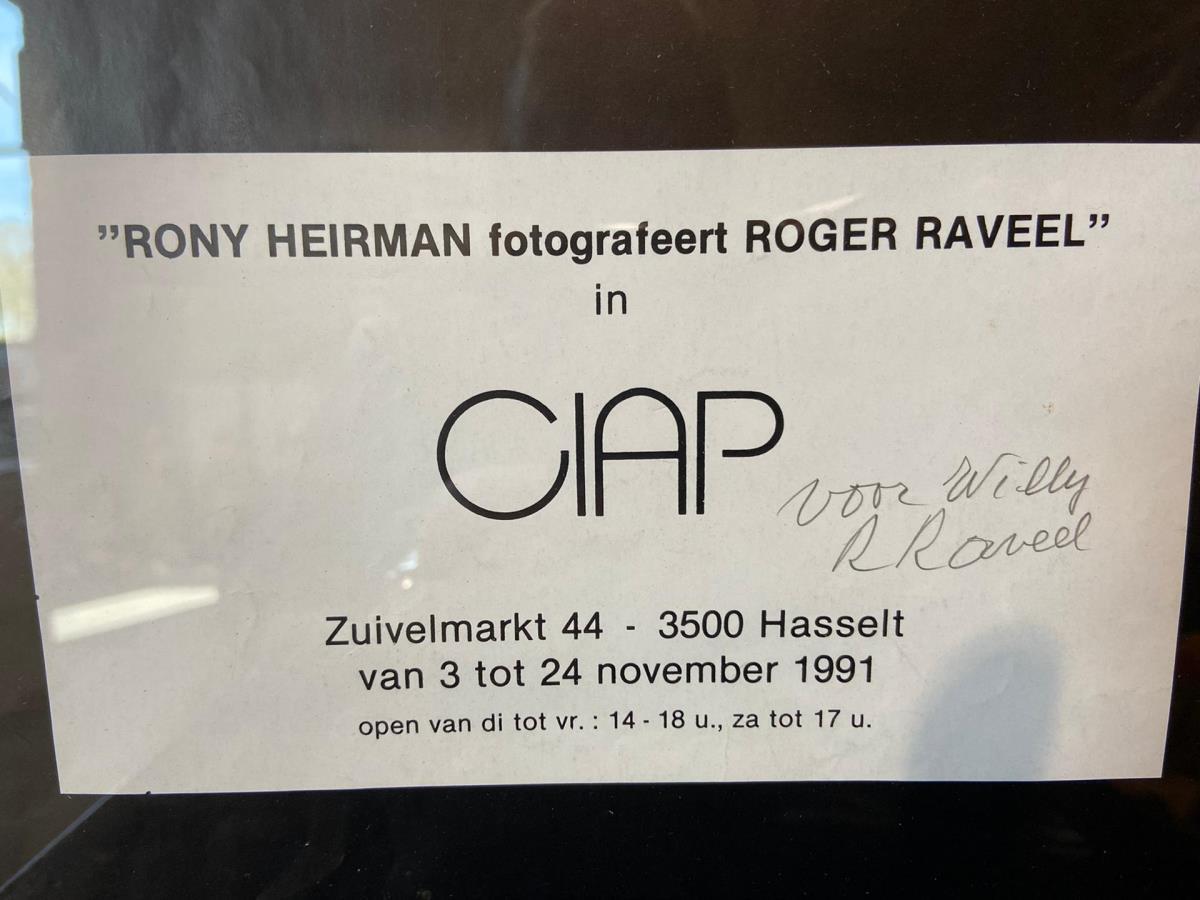 ”RONY HEIRMAN fotografeert ROGER RAVEEL”
in
CIAP
voor Willy
R Raveel
Zuivelmarkt 44 - 3500 Hasselt
van 3 tot 24 november 1991
open van di tot vr. : 14 - 18 u., za tot 17 u.